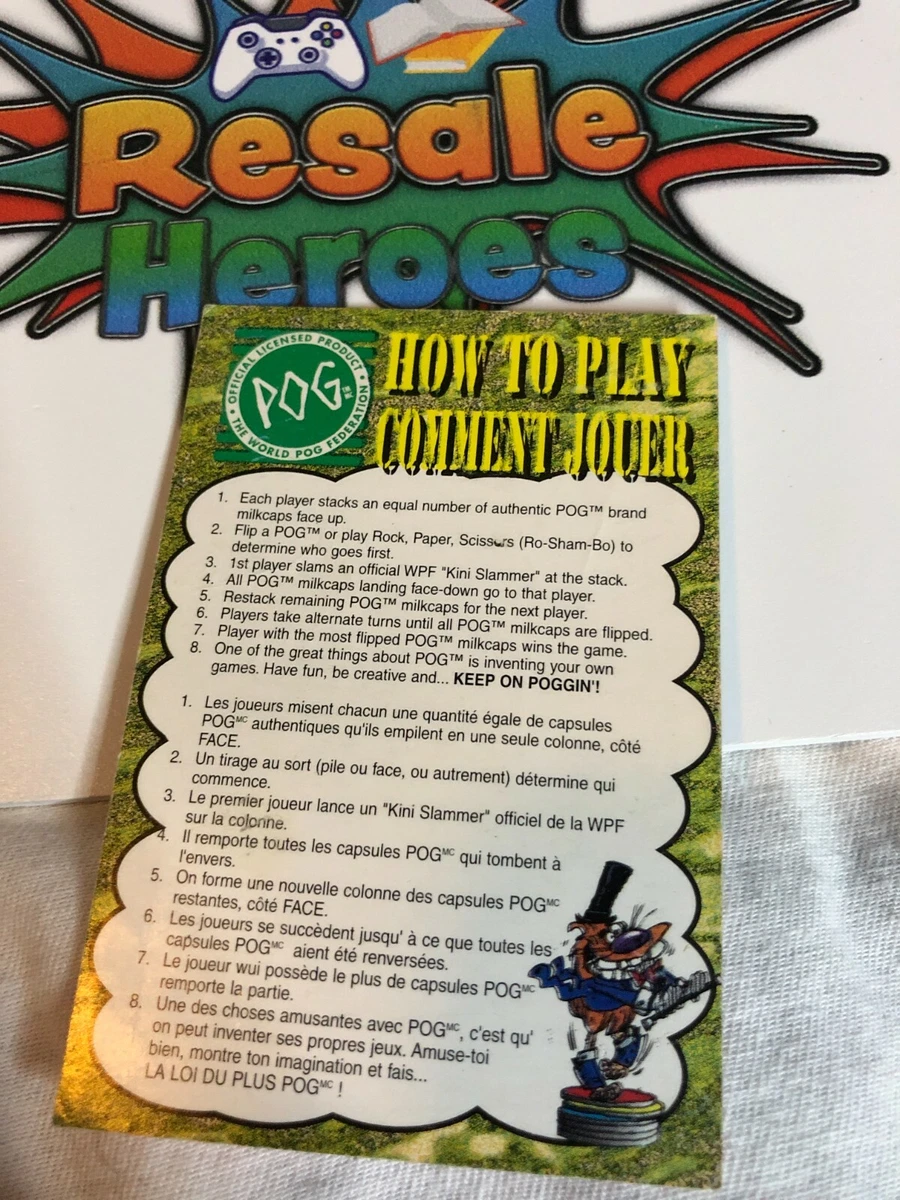 Resale
Heroes
OFFICIAL LICENSED PRODUCT
POG
THE WORLD POG FEDERATION
HOW TO PLAY
COMMENT JOUER
1. Each player stacks an equal number of authentic POG™ brand
milkcaps face up.
2. Flip a POG™ or play Rock, Paper, Scissors (Ro-Sham-Bo) to
determine who goes first.
3. 1st player slams an official WPF "Kini Slammer" at the stack.
4. All POG™ milkcaps landing face-down go to that player.
5. Restack remaining POG™ milkcaps for the next player.
6. Players take alternate turns until all POG™ milkcaps are flipped.
7. Player with the most flipped POG™ milkcaps wins the game.
8. One of the great things about POG™ is inventing your own
games. Have fun, be creative and... KEEP ON POGGIN'!
1. Les joueurs misent chacun une quantité égale de capsules
POGᴹᶜ authentiques qu'ils empilent en une seule colonne, côté
FACE.
2. Un tirage au sort (pile ou face, ou autrement) détermine qui
commence.
3. Le premier joueur lance un "Kini Slammer" officiel de la WPF
sur la colonne.
4. Il remporte toutes les capsules POGᴹᶜ qui tombent à
l'envers.
5. On forme une nouvelle colonne des capsules POGᴹᶜ
restantes, côté FACE.
6. Les joueurs se succèdent jusqu' à ce que toutes les
capsules POGᴹᶜ aient été renversées.
7. Le joueur wui possède le plus de capsules POGᴹᶜ
remporte la partie.
8. Une des choses amusantes avec POGᴹᶜ, c'est qu'
on peut inventer ses propres jeux. Amuse-toi
bien, montre ton imagination et fais...
LA LOI DU PLUS POGᴹᶜ !